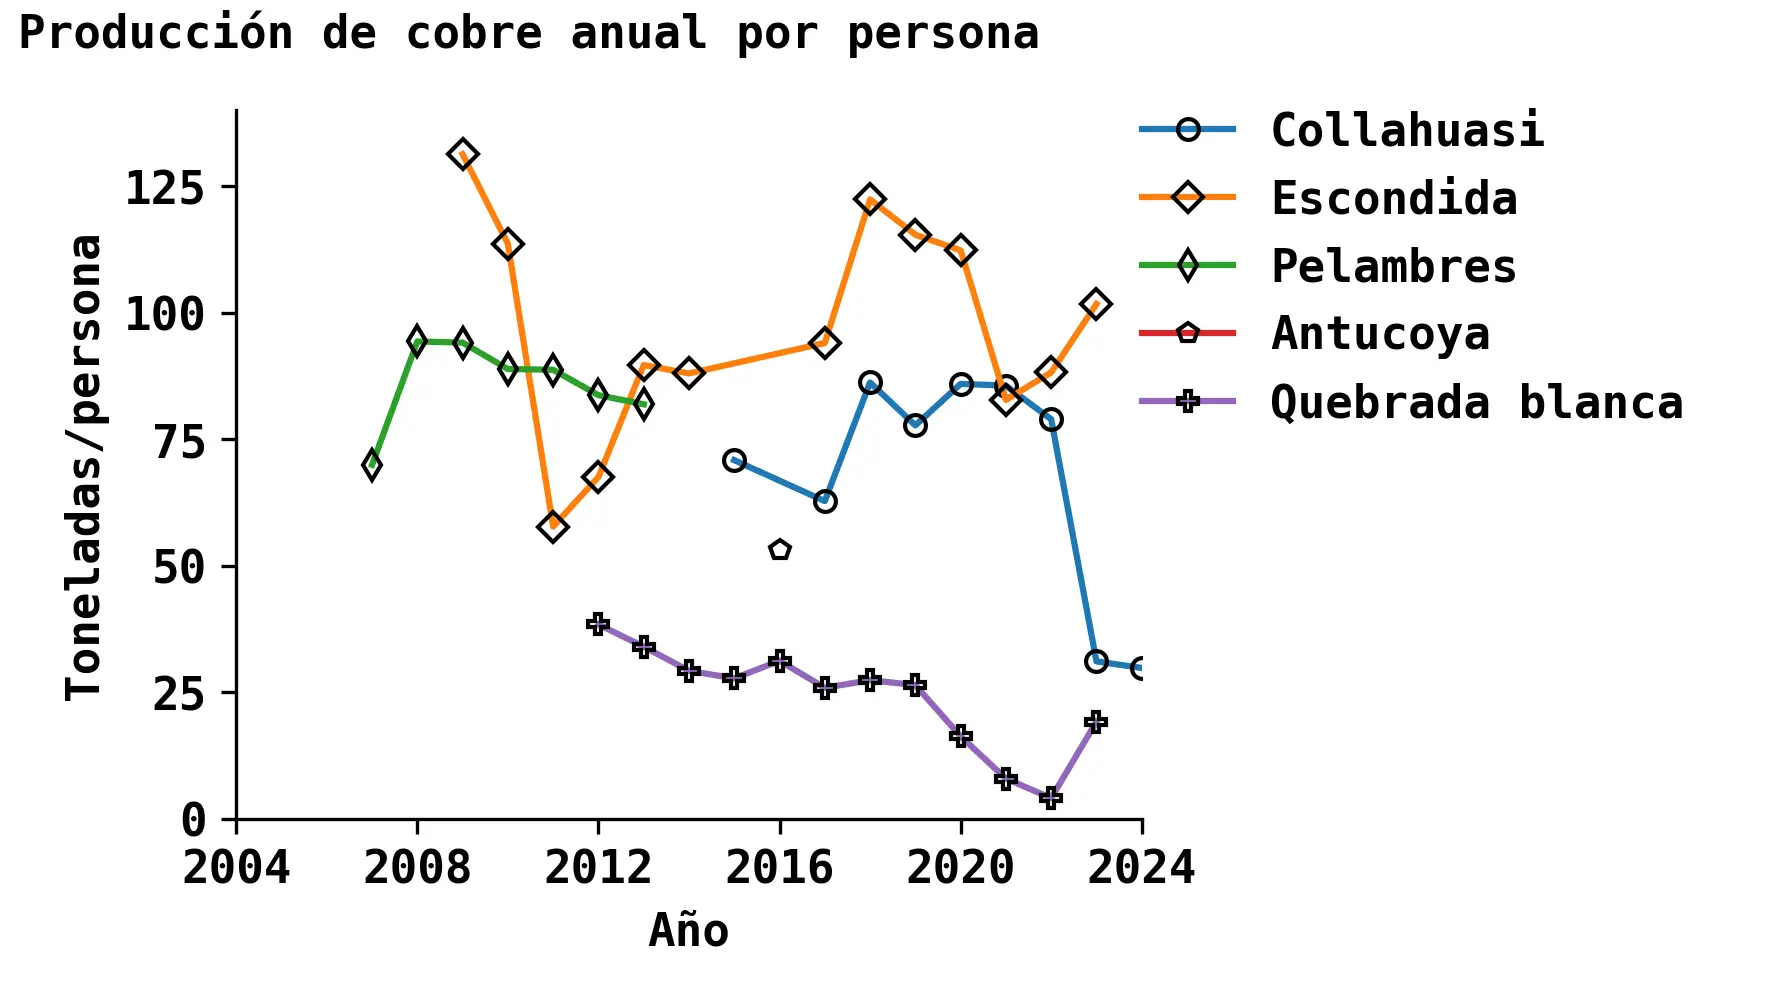 Producción de cobre anual por persona
Toneladas/persona
125
100
75
50
25
0
2004 2008 2012 2016 2020 2024
Año
Collahuasi
Escondida
Pelambres
Antucoya
Quebrada blanca